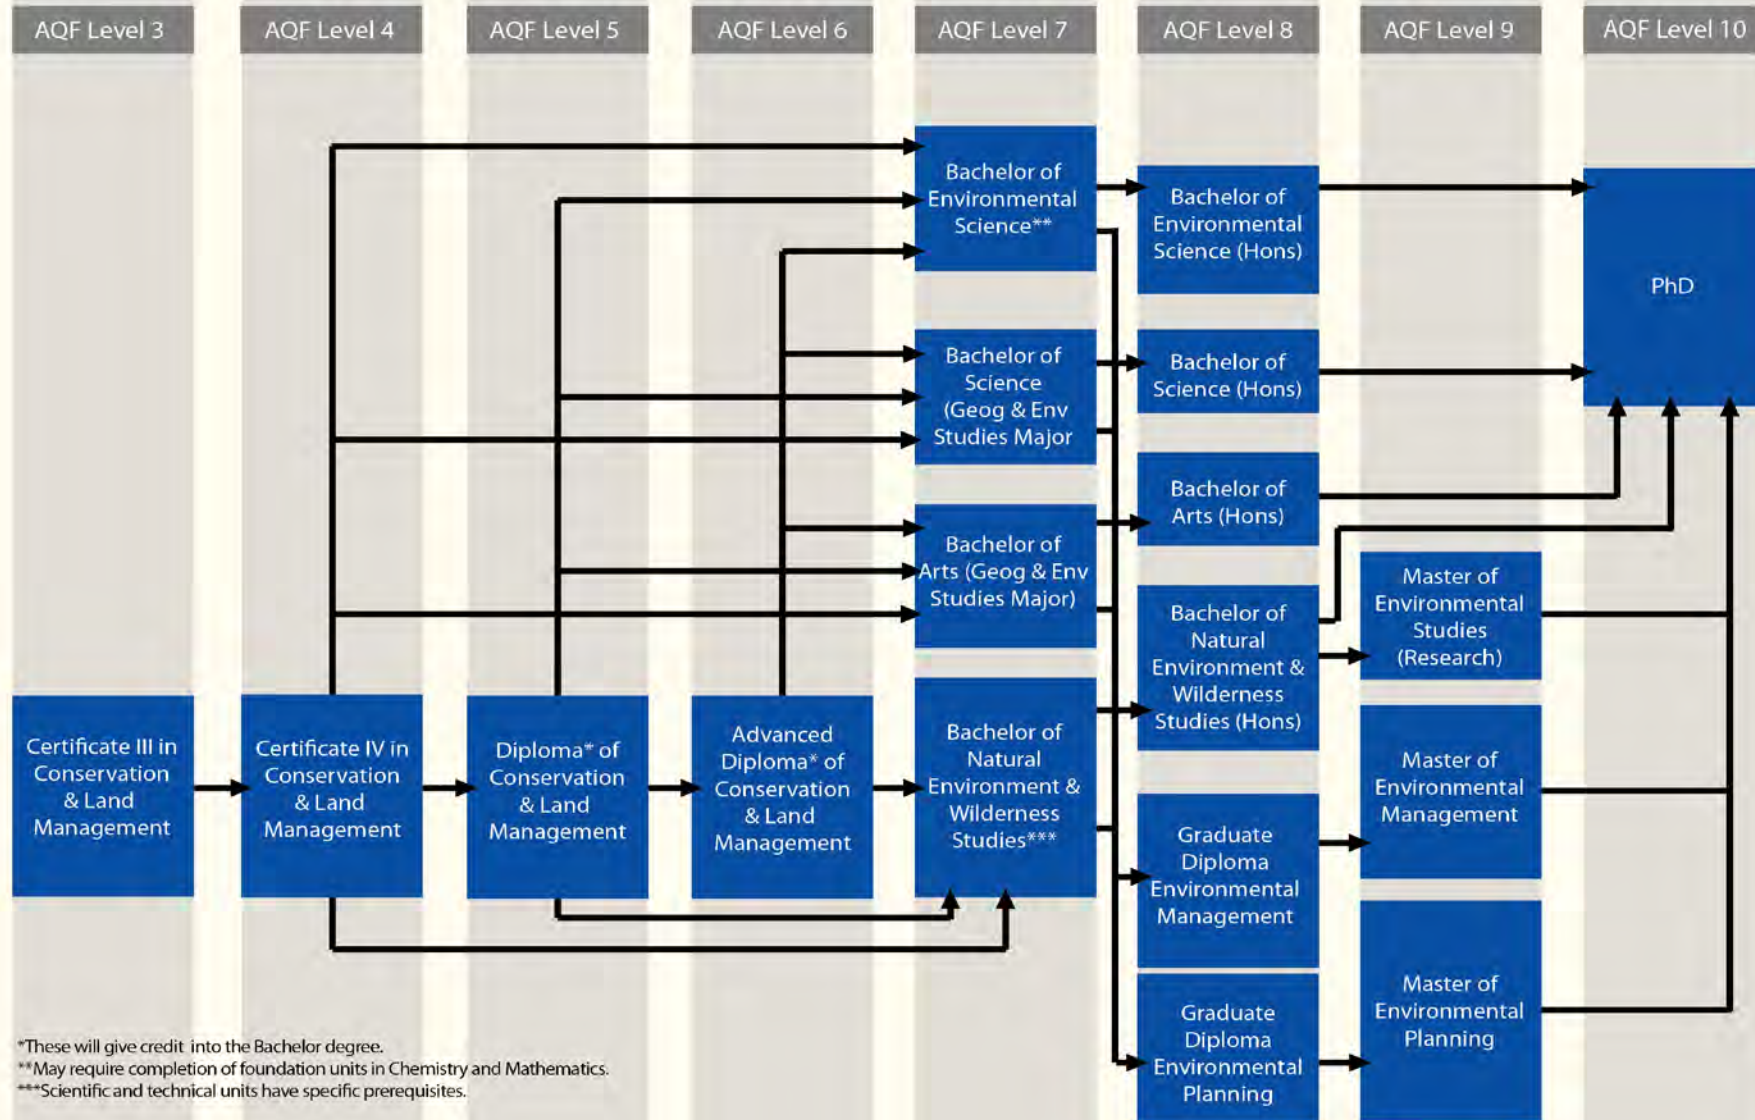 AQF Level 3
AQF Level 4
AQF Level 5
AQF Level 6
AQF Level 7
AQF Level 8
AQF Level 9
AQF Level 10
Certificate III in
Conservation
& Land
Management
Certificate IV in
Conservation
& Land
Management
Diploma* of
Conservation
& Land
Management
Advanced
Diploma* of
Conservation
& Land
Management
Bachelor of
Environmental
Science**
Bachelor of
Science
(Geog & Env
Studies Major
Bachelor of
Arts (Geog & Env
Studies Major)
Bachelor of
Natural
Environment &
Wilderness
Studies***
Bachelor of
Environmental
Science (Hons)
Bachelor of
Science (Hons)
Bachelor of
Arts (Hons)
Bachelor of
Natural
Environment &
Wilderness
Studies (Hons)
Graduate
Diploma
Environmental
Management
Graduate
Diploma
Environmental
Planning
Master of
Environmental
Studies
(Research)
Master of
Environmental
Management
Master of
Environmental
Planning
PhD
*These will give credit into the Bachelor degree.
**May require completion of foundation units in Chemistry and Mathematics.
***Scientific and technical units have specific prerequisites.